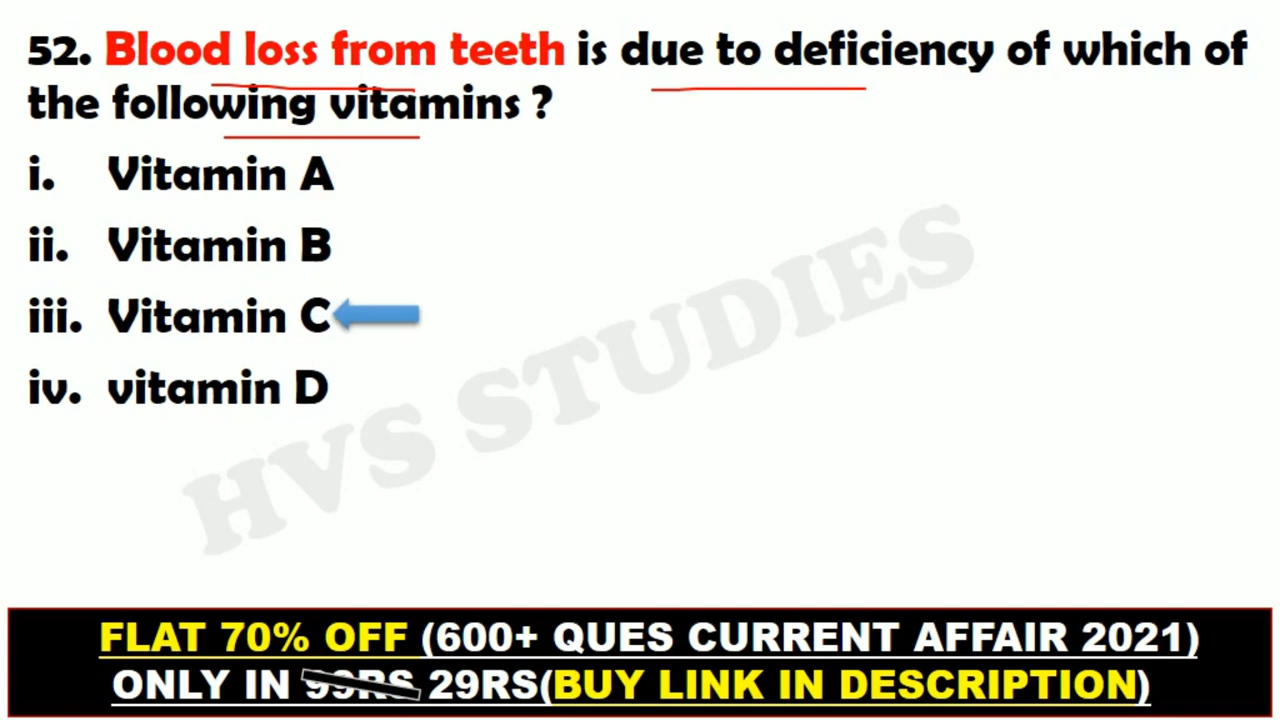 52. Blood loss from teeth is due to deficiency of which of
the following vitamins ?
i. Vitamin A
ii. Vitamin B
iii. Vitamin C
iv. vitamin D
HVS STUDIES
FLAT 70% OFF (600+ QUES CURRENT AFFAIR 2021)
ONLY IN 99RS 29RS(BUY LINK IN DESCRIPTION)